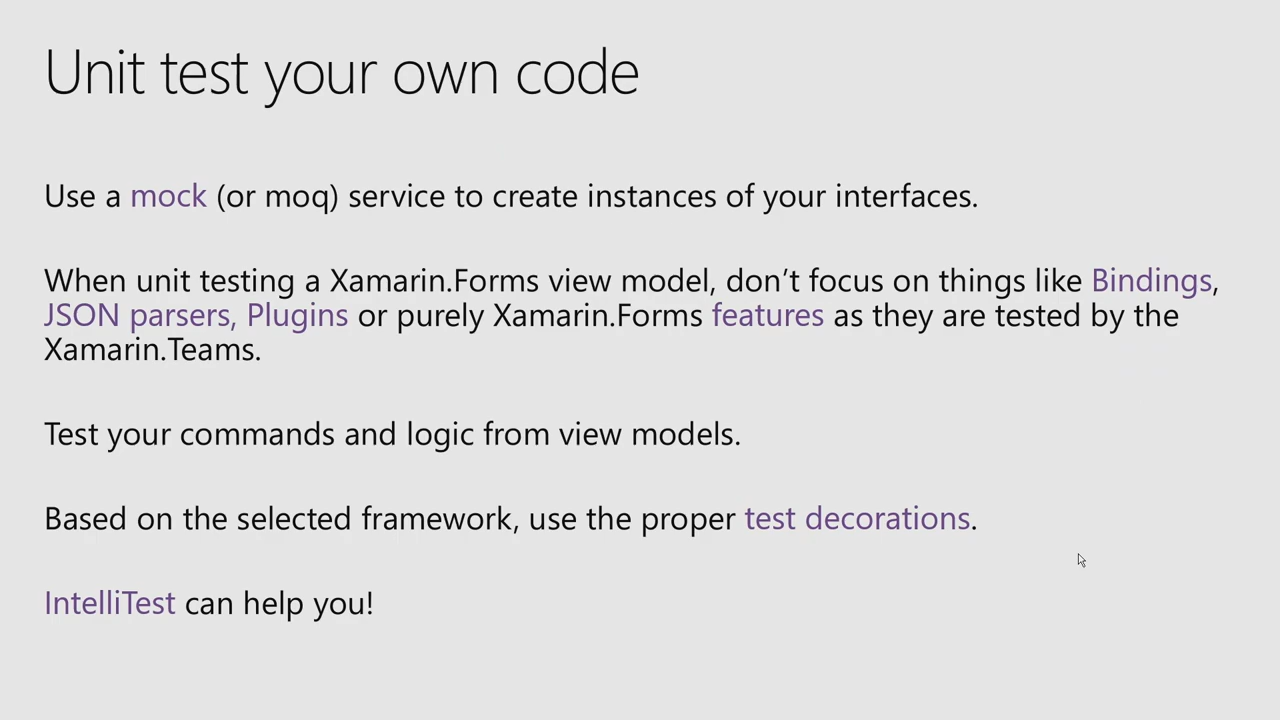 Unit test your own code
Use a mock (or moq) service to create instances of your interfaces.
When unit testing a Xamarin.Forms view model, don’t focus on things like Bindings,
JSON parsers, Plugins or purely Xamarin.Forms features as they are tested by the
Xamarin.Teams.
Test your commands and logic from view models.
Based on the selected framework, use the proper test decorations.
IntelliTest can help you!